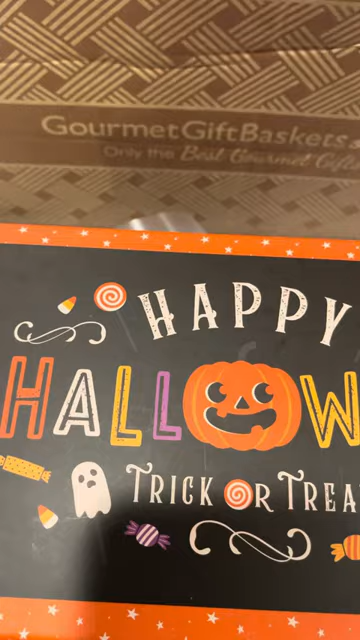 GourmetGiftBaskets
Only the Best Gourmet Gifts
HAPPY
HALLOW
TRICK OR TREA